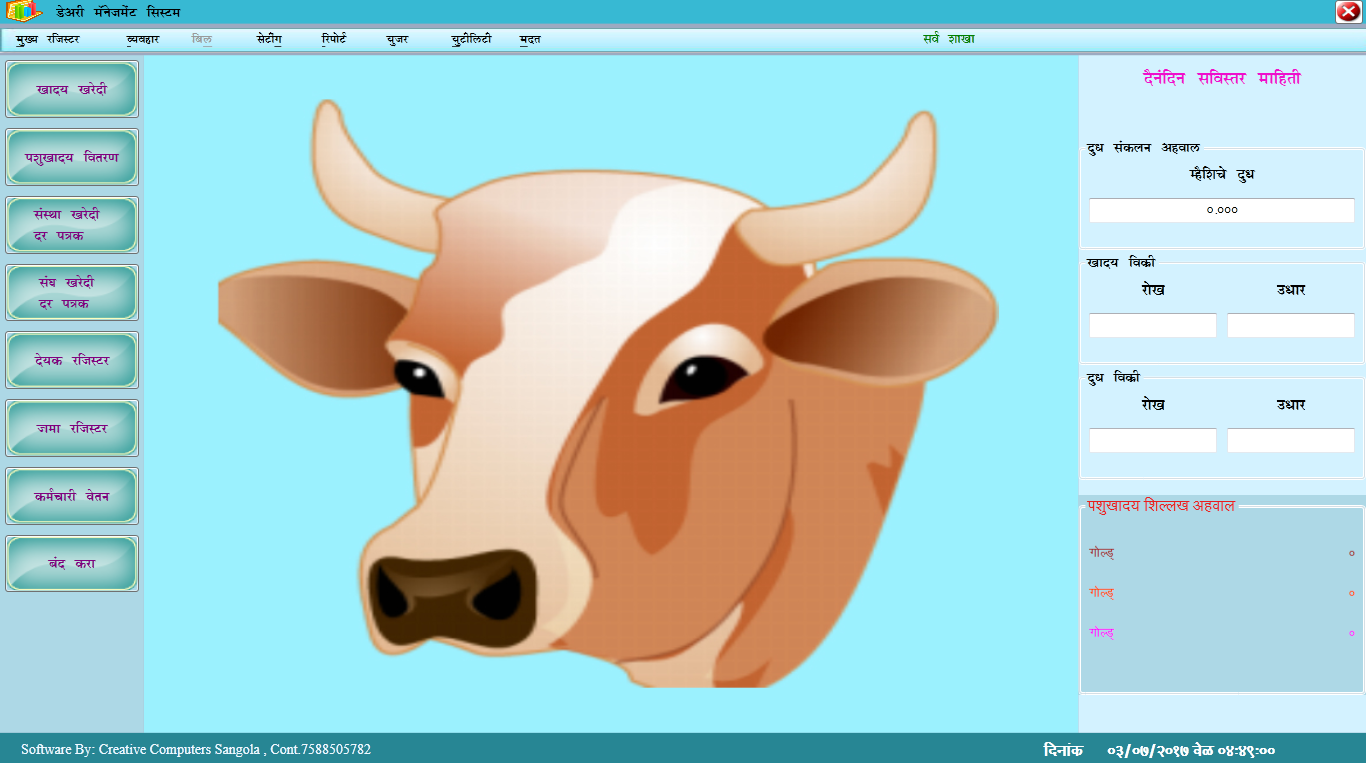 डेअरी मॅनेजमेंट सिस्टम
मुख्य रजिस्टर व्यवहार बिल सेटींग रिपोर्ट युजर युटीलिटी मदत सर्व शाखा
खादय खरेदी
पशुखादय वितरण
संस्था खरेदी
दर पत्रक
संघ खरेदी
दर पत्रक
देयक रजिस्टर
जमा रजिस्टर
कर्मचारी वेतन
बंद करा
दैनंदिन सविस्तर माहिती
दुध संकलन अहवाल
म्हैशिचे दुध
०.०००
खादय विक्री
रोख उधार
दुध विक्री
रोख उधार
पशुखादय शिल्लख अहवाल
गोल्ड् ०
गोल्ड् ०
गोल्ड् ०
Software By: Creative Computers Sangola , Cont.7588505782
दिनांक ०३/०७/२०१७ वेळ ०४:४९:००